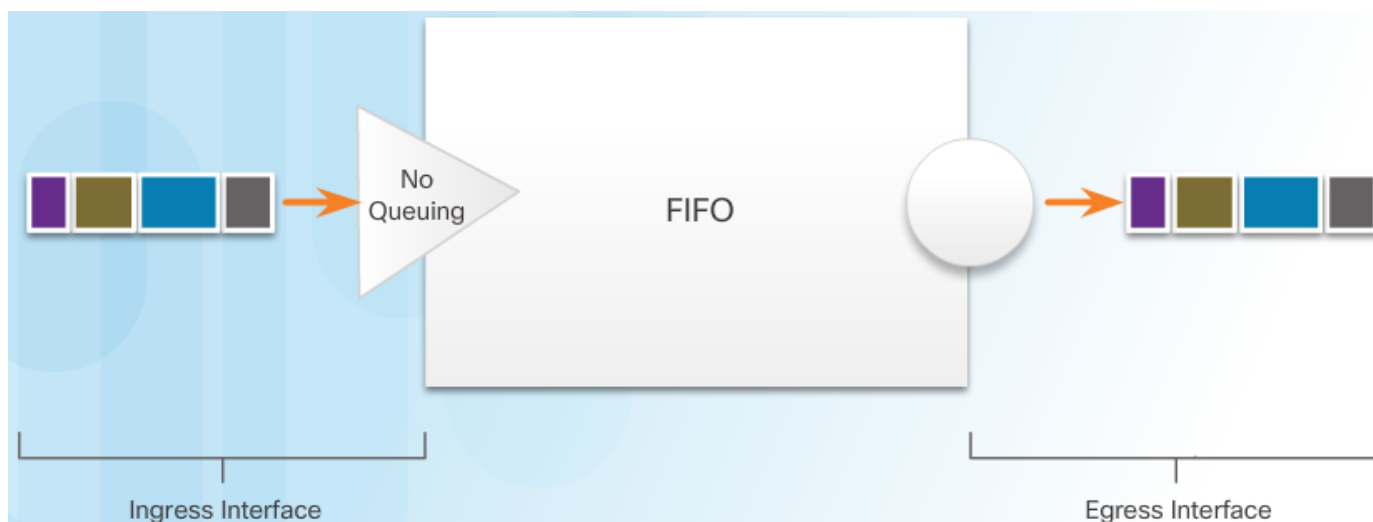 No
Queuing
FIFO
Ingress Interface
Egress Interface